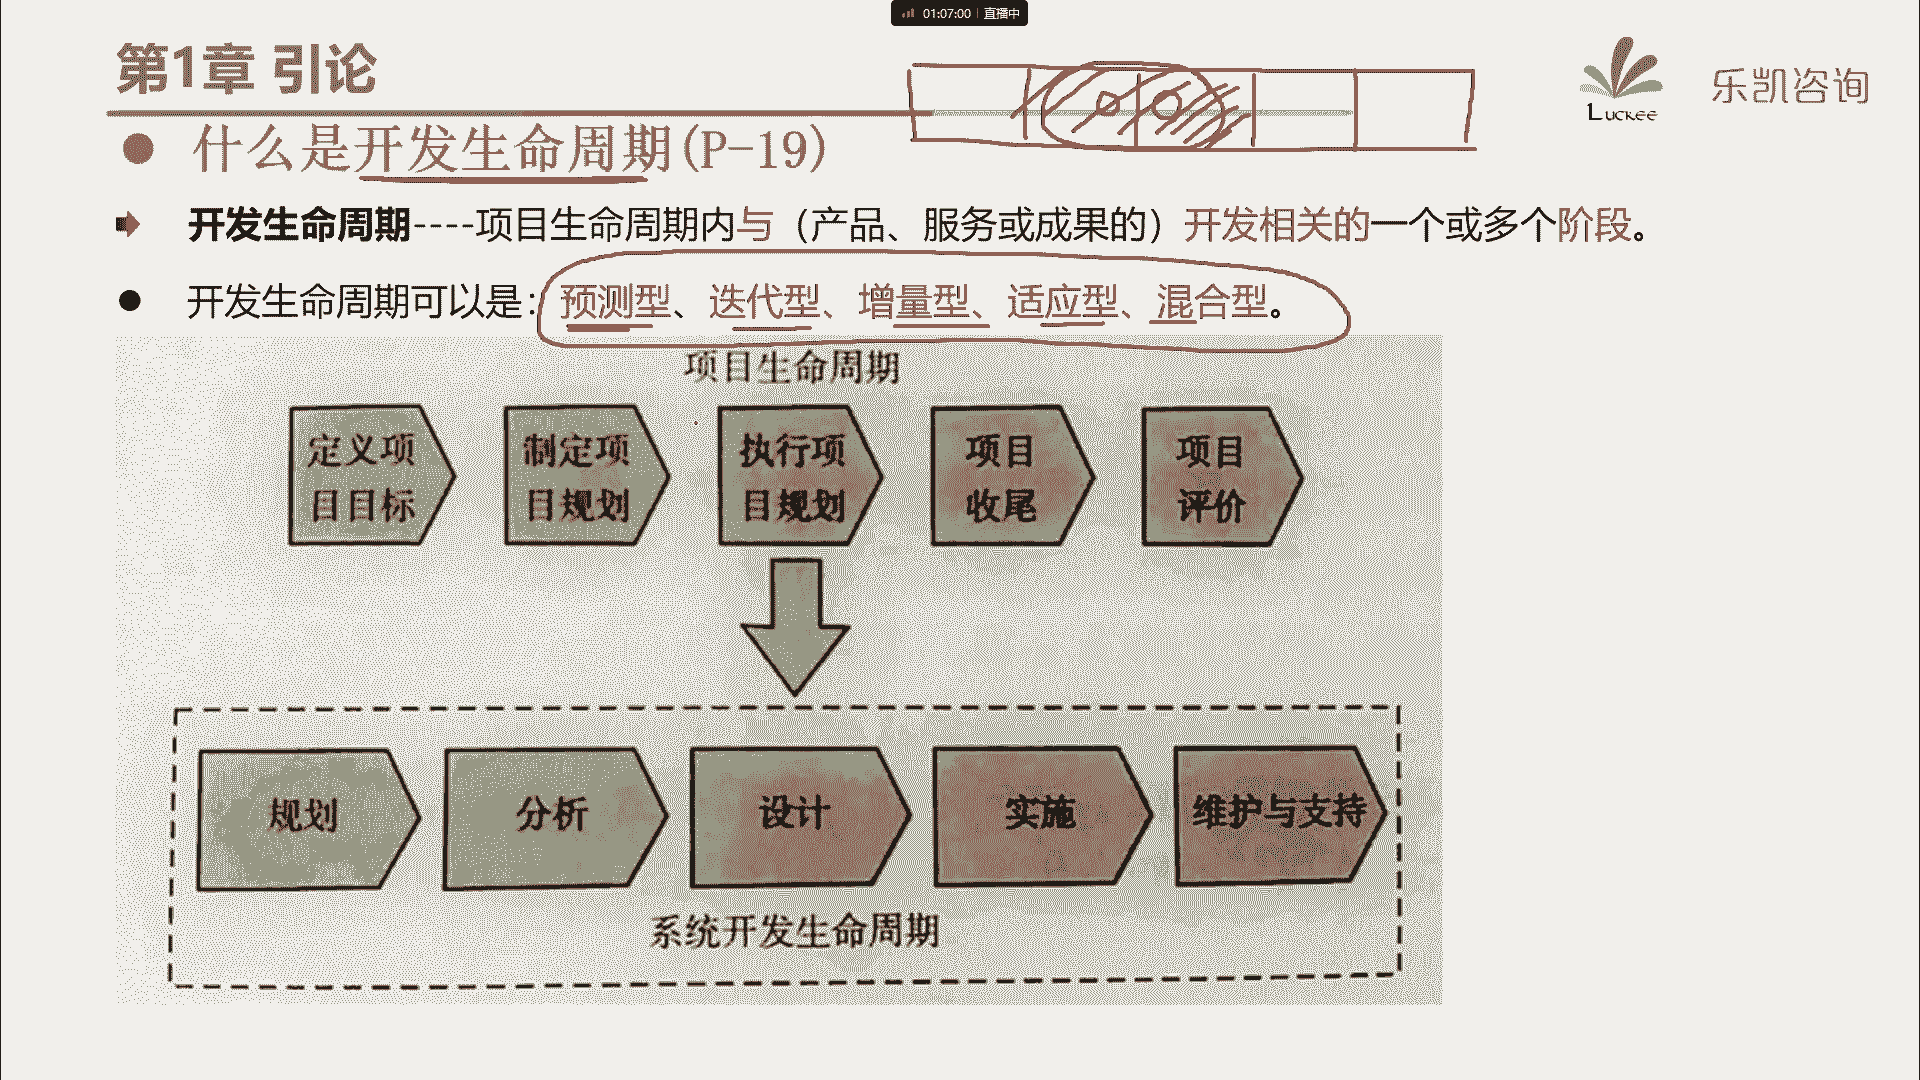 01:07:00 直播中
第1章 引论
Luckee
乐凯咨询
什么是开发生命周期(P-19)
开发生命周期----项目生命周期内与（产品、服务或成果的）开发相关的一个或多个阶段。
开发生命周期可以是：预测型、迭代型、增量型、适应型、混合型。
项目生命周期
定义项
目目标
制定项
目规划
执行项
目规划
项目
收尾
项目
评价
规划
分析
设计
实施
维护与支持
系统开发生命周期